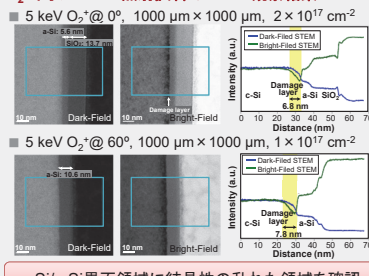 ■ 5 keV O₂⁺@ 0º, 1000 μm×1000 μm, 2×10¹⁷ cm⁻²
a-Si: 5.6 nm
SiO₂: 13.7 nm
Damage layer
10 nm
Dark-Field
10 nm
Bright-Field
Intensity (a.u.)
Dark-Filed STEM
Bright-Filed STEM
c-Si
Damage layer
a-Si
SiO₂
6.8 nm
0 10 20 30 40 50 60 70
Distance (nm)
■ 5 keV O₂⁺@ 60º, 1000 μm×1000 μm, 1×10¹⁷ cm⁻²
a-Si: 10.6 nm
10 nm
Dark-Field
10 nm
Bright-Field
Intensity (a.u.)
Dark-Filed STEM
Bright-Filed STEM
c-Si
Damage layer
a-Si
7.8 nm
0 10 20 30 40 50 60 70
Distance (nm)